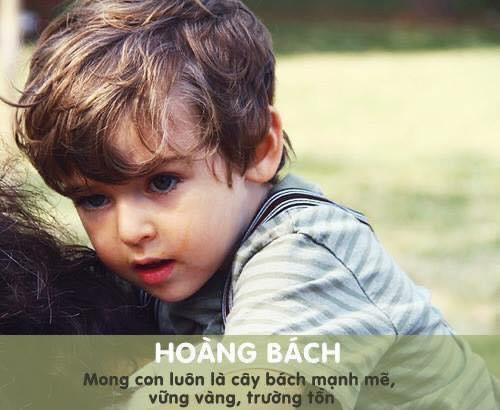 HOÀNG BÁCH
Mong con luôn là cây bách mạnh mẽ,
vững vàng, trường tồn